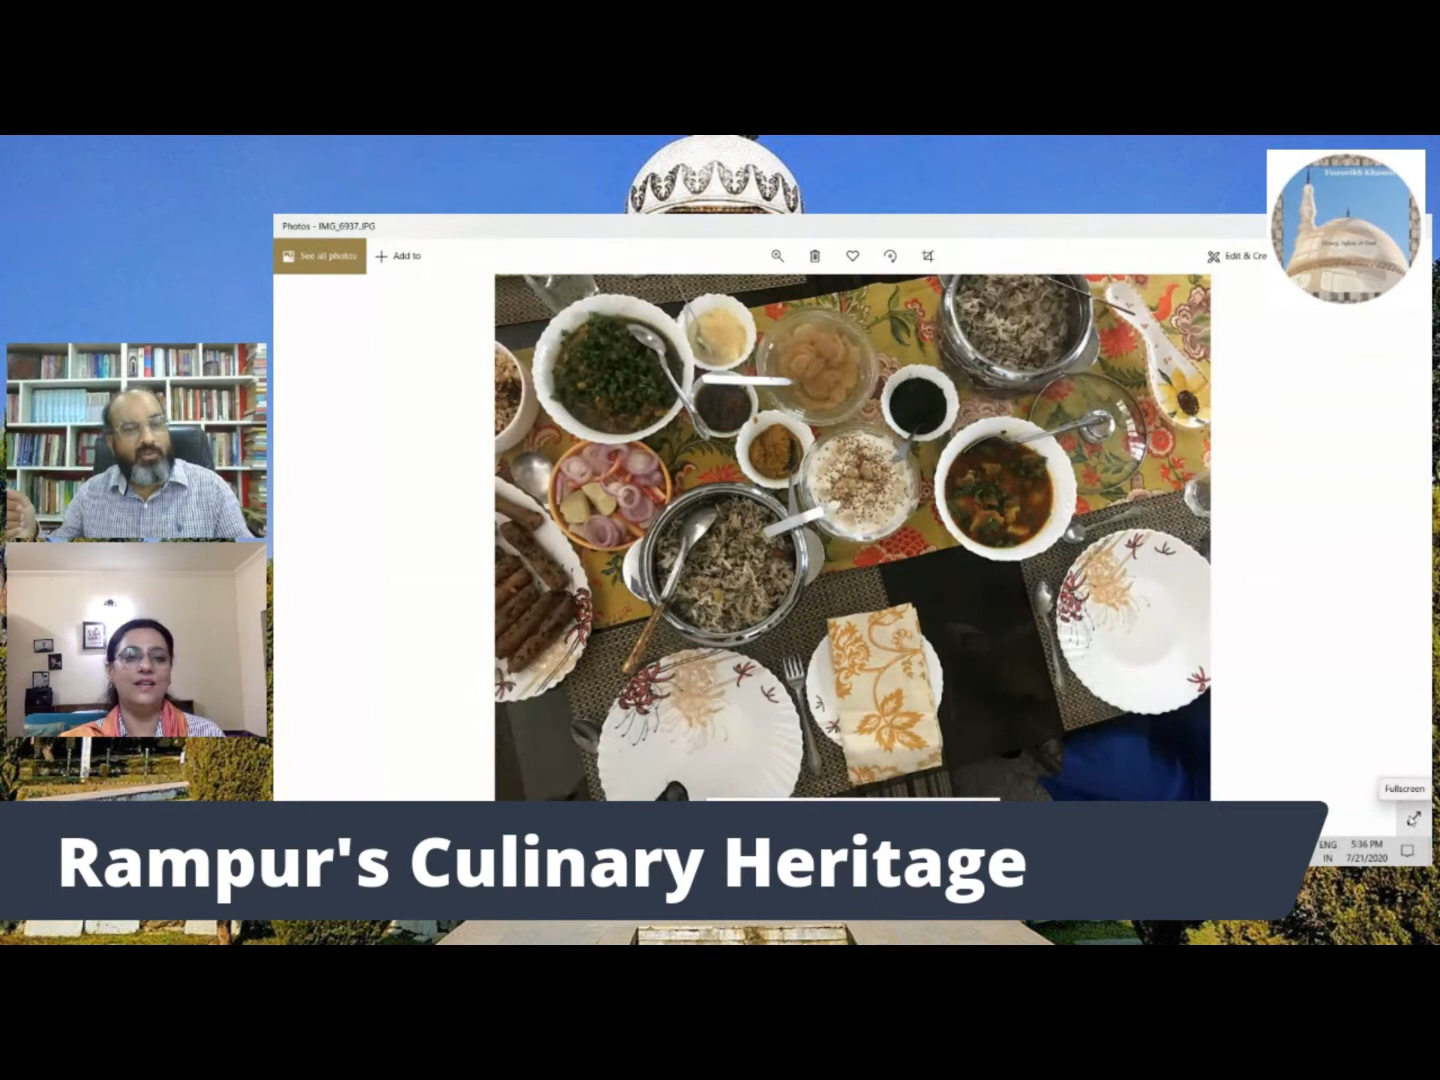 Photos - IMG_6937.JPG
See all photos
Add to
Edit & Cre
Fullscreen
ENG
IN
5:36 PM
7/21/2020
Rampur's Culinary Heritage